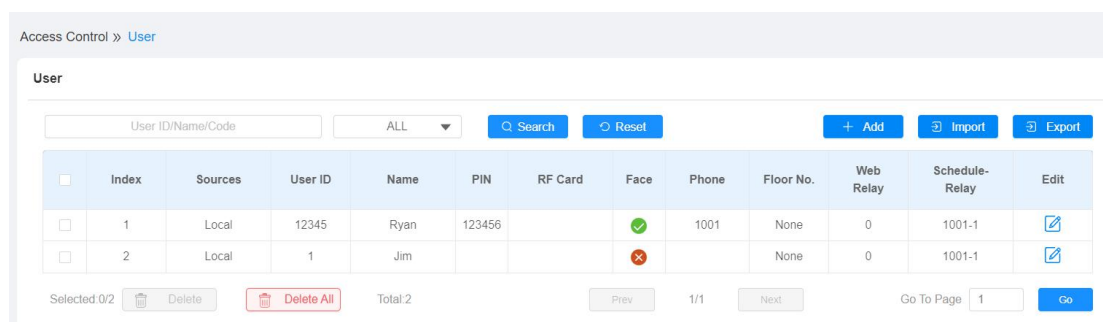 Access Control » User
User
User ID/Name/Code ALL Search Reset + Add Import Export
Index Sources User ID Name PIN RF Card Face Phone Floor No. Web Relay Schedule-Relay Edit
1 Local 12345 Ryan 123456 1001 None 0 1001-1
2 Local 1 Jim None 0 1001-1
Selected:0/2 Delete Delete All Total:2 Prev 1/1 Next Go To Page 1 Go